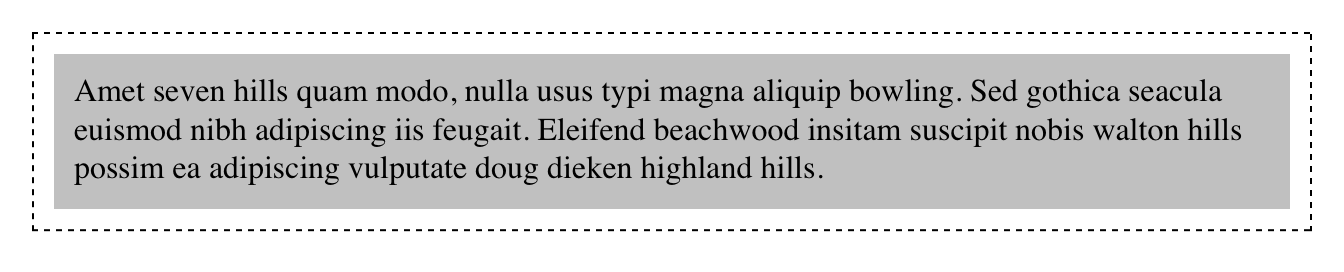 Amet seven hills quam modo, nulla usus typi magna aliquip bowling. Sed gothica seacula
euismod nibh adipiscing iis feugait. Eleifend beachwood insitam suscipit nobis walton hills
possim ea adipiscing vulputate doug dieken highland hills.